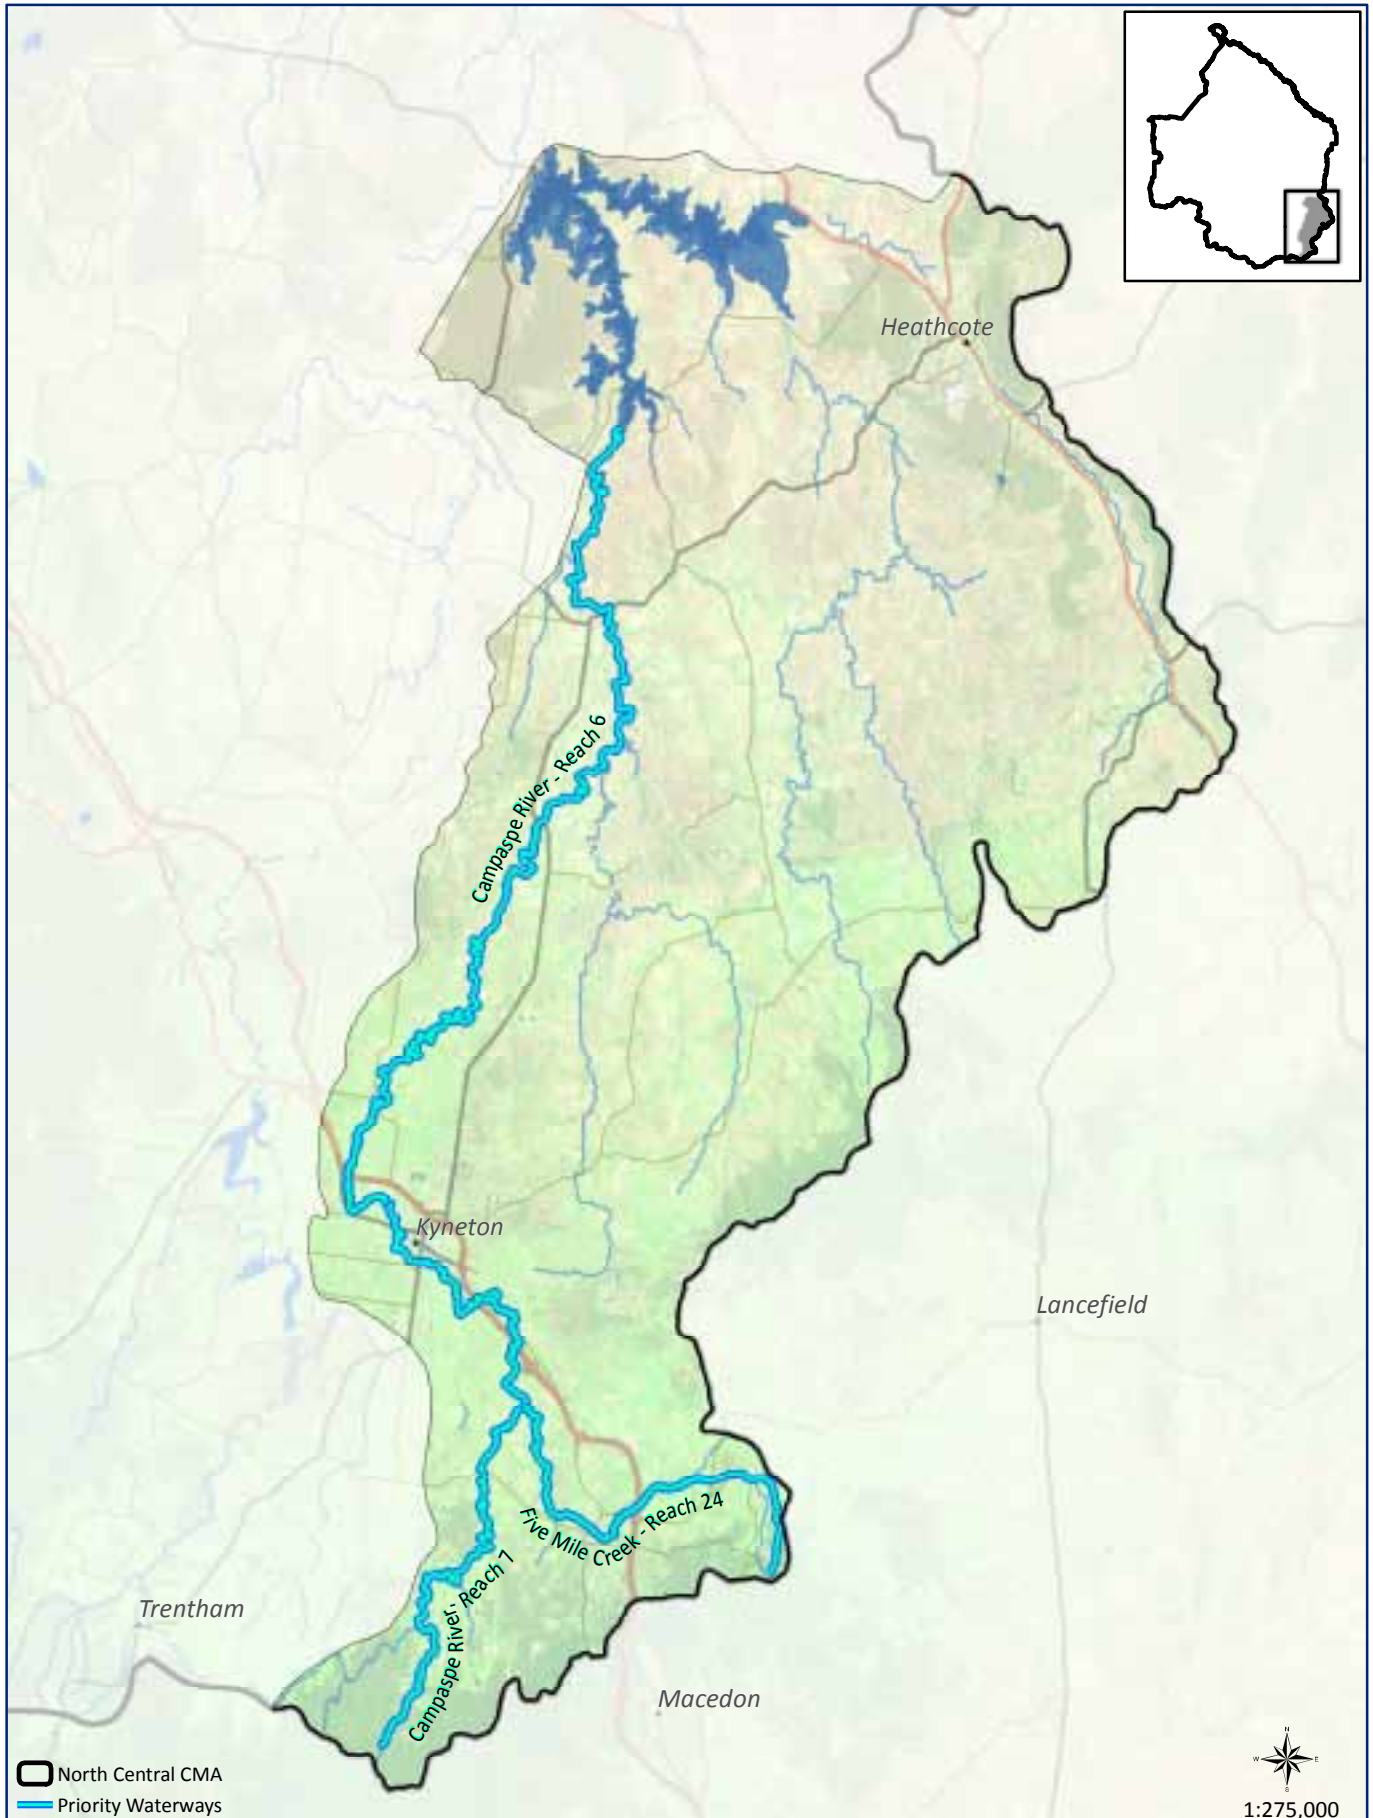 Heathcote
Campaspe River - Reach 6
Kyneton
Lancefield
Five Mile Creek - Reach 24
Campaspe River - Reach 7
Trentham
Macedon
North Central CMA
Priority Waterways
N
W
E
S
1:275,000